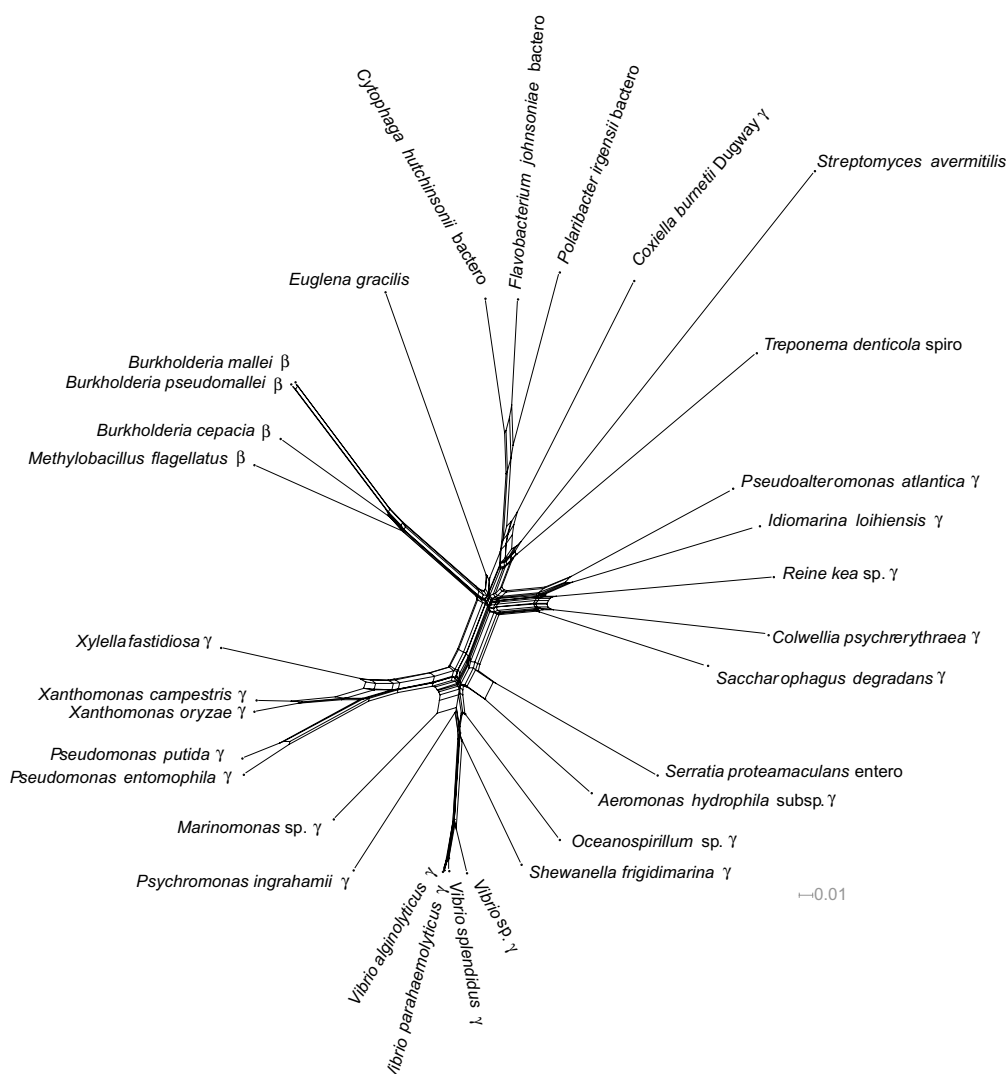 Cytophaga hutchinsonii bactero
Flavobacterium johnsoniae bactero
Polaribacter irgensii bactero
Coxiella burnetii Dugway γ
Streptomyces avermitilis
Euglena gracilis
Treponema denticola spiro
Burkholderia mallei β
Burkholderia pseudomallei β
Burkholderia cepacia β
Methylobacillus flagellatus β
Pseudoalteromonas atlantica γ
Idiomarina loihiensis γ
Reine kea sp. γ
Colwellia psychrerythraea γ
Saccharophagus degradans γ
Xylella fastidiosa γ
Xanthomonas campestris γ
Xanthomonas oryzae γ
Pseudomonas putida γ
Pseudomonas entomophila γ
Serratia proteamaculans entero
Aeromonas hydrophila subsp. γ
Marinomonas sp. γ
Oceanospirillum sp. γ
Psychromonas ingrahamii γ
Shewanella frigidimarina γ
Vibrio alginolyticus γ
Vibrio parahaemolyticus γ
Vibrio splendidus γ
Vibrio sp. γ
0.01